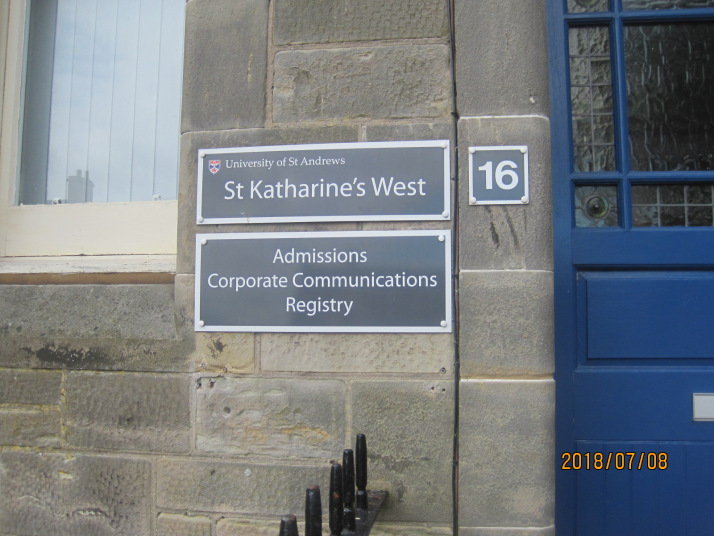 University of St Andrews
St Katharine's West
16
Admissions
Corporate Communications
Registry
2018/07/08